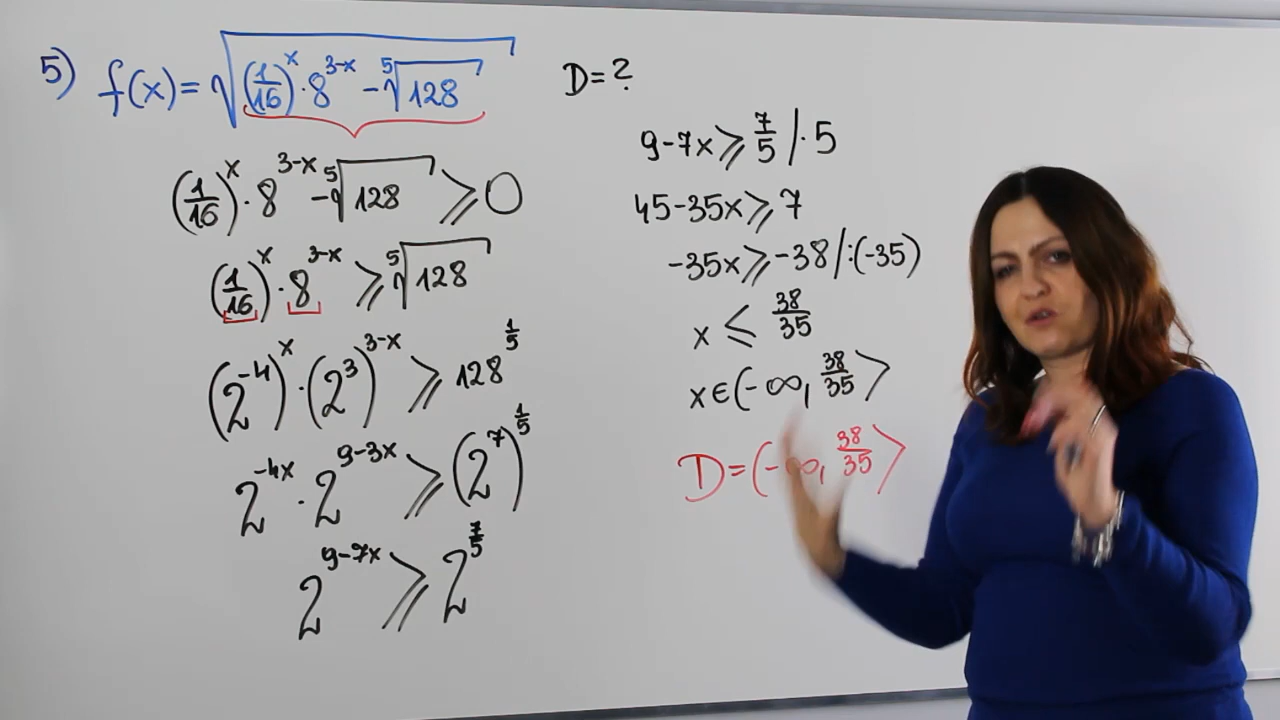 5) f(x) = √((1/16)^x · 8^(3-x) - ⁵√128)
D = ?
(1/16)^x · 8^(3-x) - ⁵√128 ⩾ 0
(1/16)^x · 8^(3-x) ⩾ ⁵√128
(2^(-4))^x · (2^3)^(3-x) ⩾ 128^(1/5)
2^(-4x) · 2^(9-3x) ⩾ (2^7)^(1/5)
2^(9-7x) ⩾ 2^(7/5)
9-7x ⩾ 7/5 /·5
45-35x ⩾ 7
-35x ⩾ -38 /:(-35)
x ⩽ 38/35
x ∈ (-∞, 38/35⟩
D = (-∞, 38/35⟩